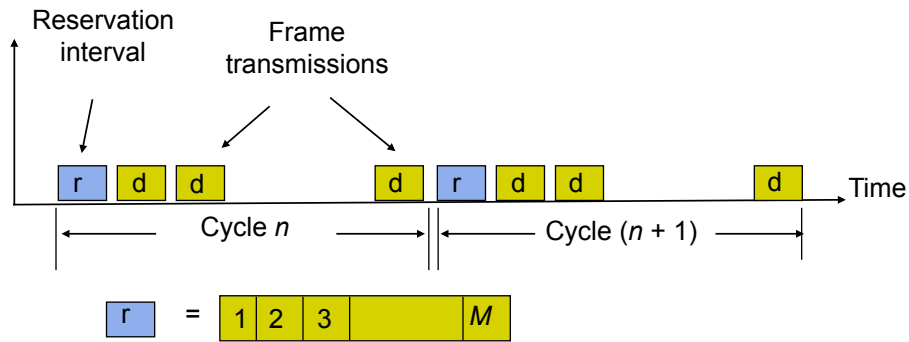 Reservation
interval
Frame
transmissions
r d d d r d d d
Time
Cycle n
Cycle (n + 1)
r = 1 2 3 M